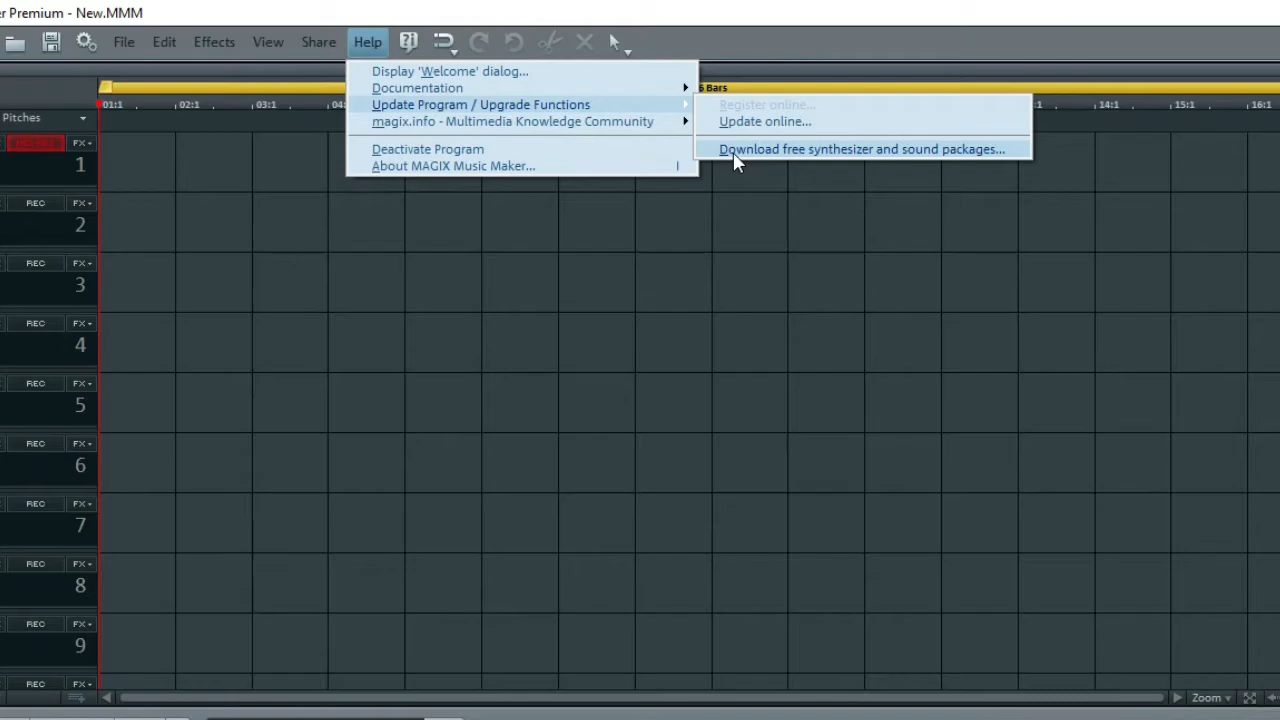 er Premium - New.MMM
File Edit Effects View Share Help
Display 'Welcome' dialog...
Documentation
Update Program / Upgrade Functions
magix.info - Multimedia Knowledge Community
Deactivate Program
About MAGIX Music Maker... I
Register online...
Update online...
Download free synthesizer and sound packages...
Bars
01:1 02:1 03:1 04: :1 14:1 15:1 16:1
Pitches
FX
1
REC FX
2
REC FX
3
REC FX
4
REC FX
5
REC FX
6
REC FX
7
REC FX
8
REC FX
9
REC FX
Zoom